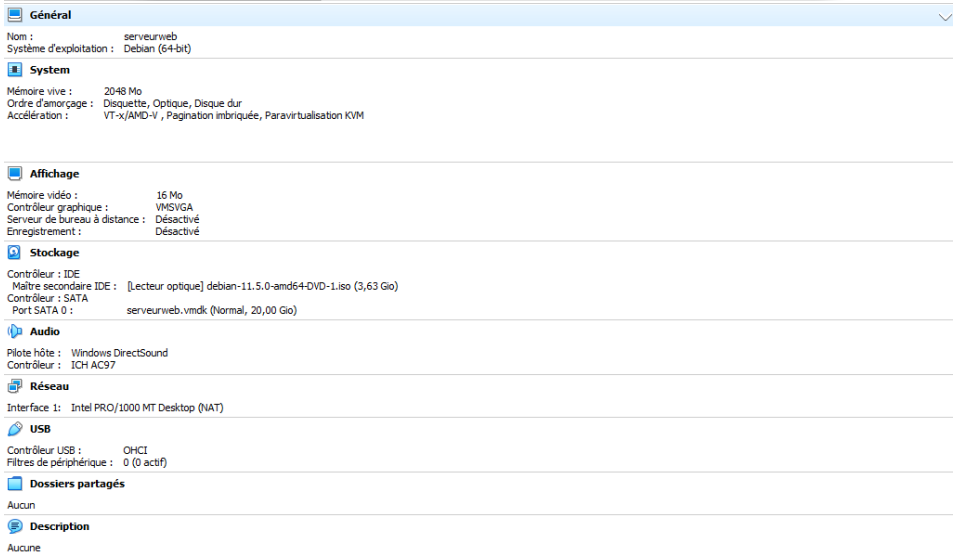 Général
Nom : serveurweb
Système d'exploitation : Debian (64-bit)
System
Mémoire vive : 2048 Mo
Ordre d'amorçage : Disquette, Optique, Disque dur
Accélération : VT-x/AMD-V , Pagination imbriquée, Paravirtualisation KVM
Affichage
Mémoire vidéo : 16 Mo
Contrôleur graphique : VMSVGA
Serveur de bureau à distance : Désactivé
Enregistrement : Désactivé
Stockage
Contrôleur : IDE
Maître secondaire IDE : [Lecteur optique] debian-11.5.0-amd64-DVD-1.iso (3,63 Gio)
Contrôleur : SATA
Port SATA 0 : serveurweb.vmdk (Normal, 20,00 Gio)
Audio
Pilote hôte : Windows DirectSound
Contrôleur : ICH AC97
Réseau
Interface 1: Intel PRO/1000 MT Desktop (NAT)
USB
Contrôleur USB : OHCI
Filtres de périphérique : 0 (0 actif)
Dossiers partagés
Aucun
Description
Aucune